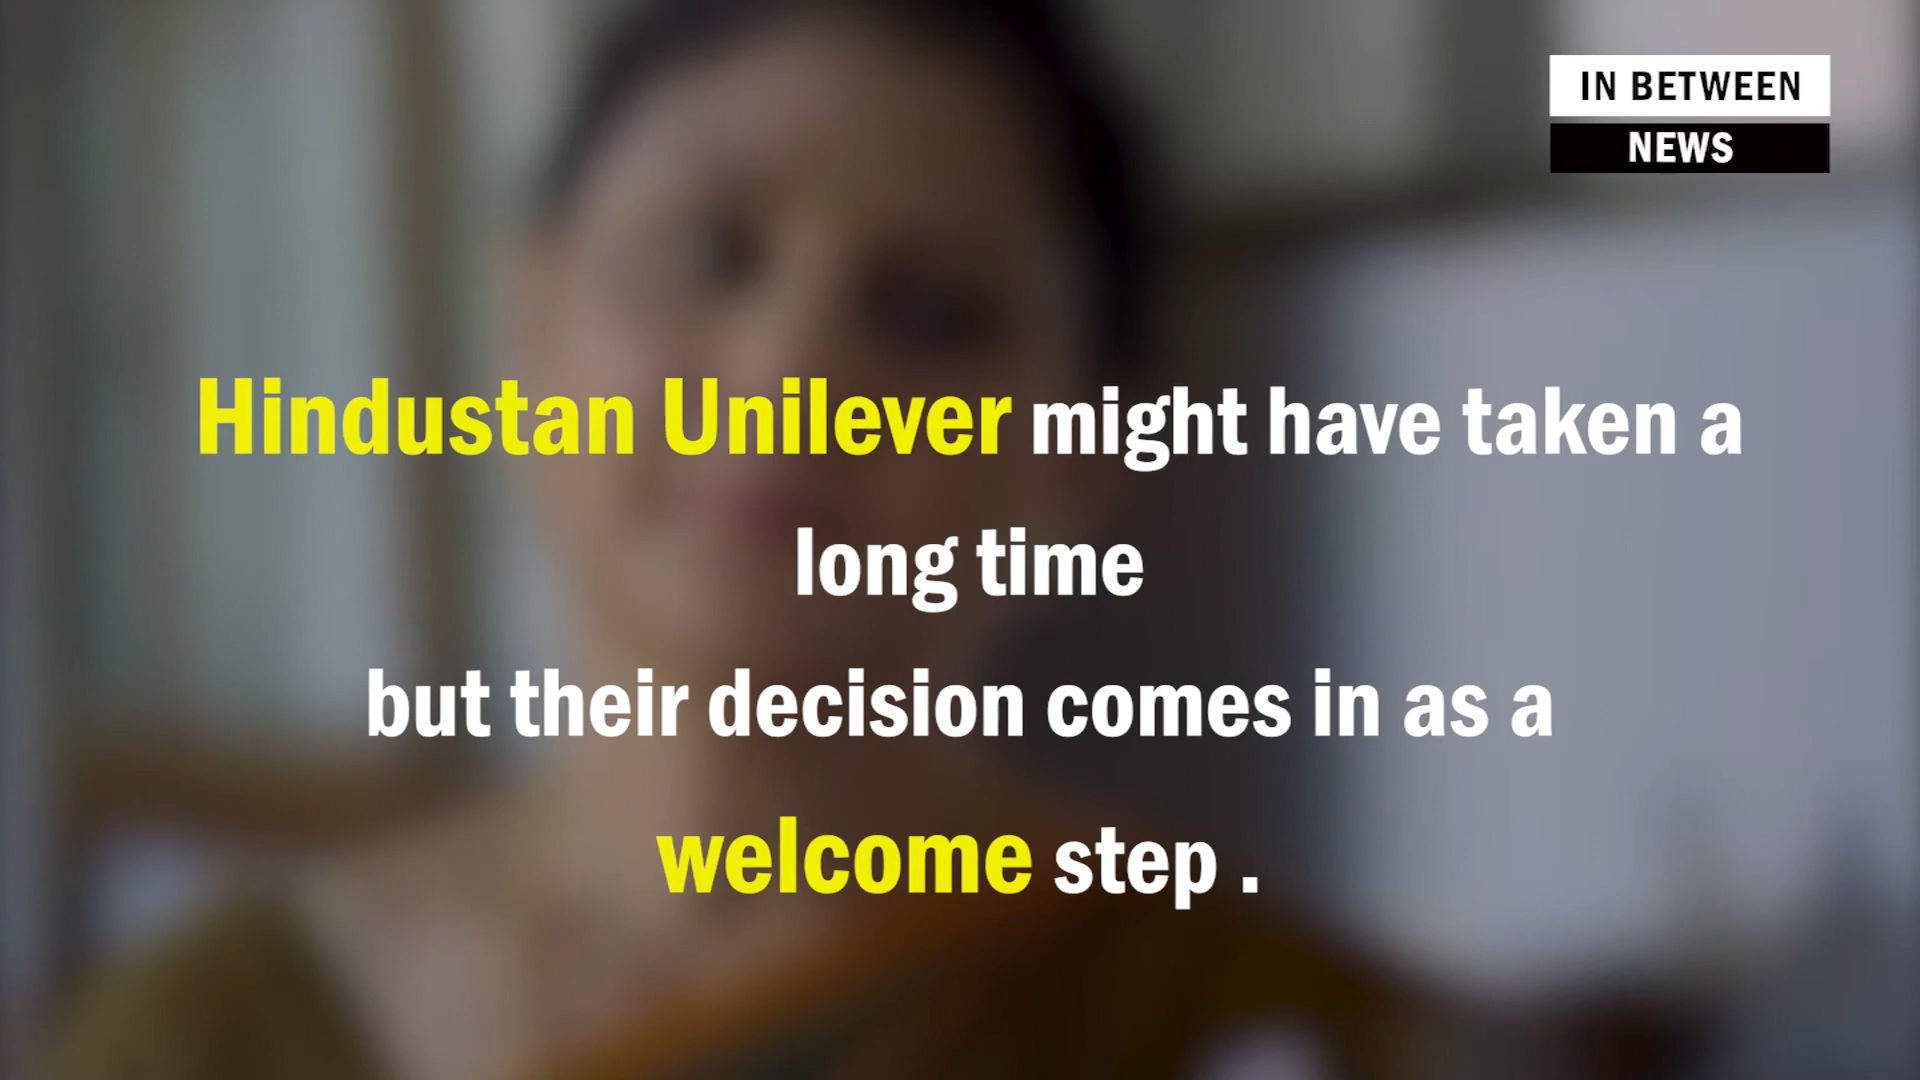 IN BETWEEN
NEWS
Hindustan Unilever might have taken a
long time
but their decision comes in as a
welcome step .